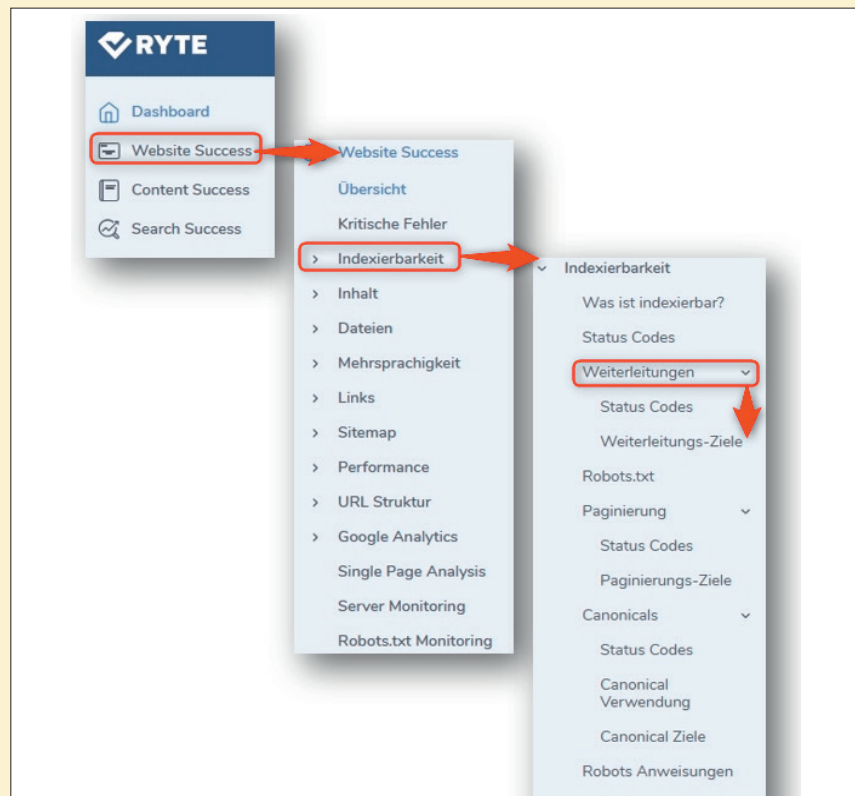 RYTE
Dashboard
Website Success
Content Success
Search Success
Website Success
Übersicht
Kritische Fehler
Indexierbarkeit
Inhalt
Dateien
Mehrsprachigkeit
Links
Sitemap
Performance
URL Struktur
Google Analytics
Single Page Analysis
Server Monitoring
Robots.txt Monitoring
Indexierbarkeit
Was ist indexierbar?
Status Codes
Weiterleitungen
Status Codes
Weiterleitungs-Ziele
Robots.txt
Paginierung
Status Codes
Paginierungs-Ziele
Canonicals
Status Codes
Canonical
Verwendung
Canonical Ziele
Robots Anweisungen